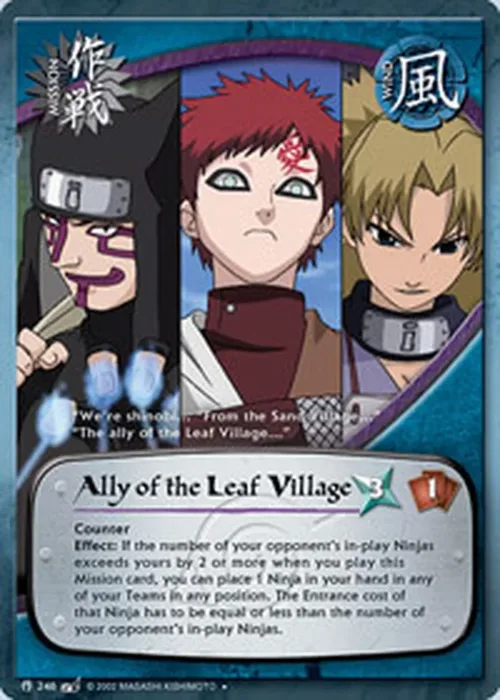 MISSION
作戦
WIND
風
"We're shinobi... "From the Sand Village..."
"The ally of the Leaf Village...."
Ally of the Leaf Village 3 1
Counter
Effect: If the number of your opponent's in-play Ninjas
exceeds yours by 2 or more when you play this
Mission card, you can place 1 Ninja in your hand in any
of your Teams in any position. The Entrance cost of
that Ninja has to be equal or less than the number of
your opponent's in-play Ninjas.
248 © 2002 MASASHI KISHIMOTO